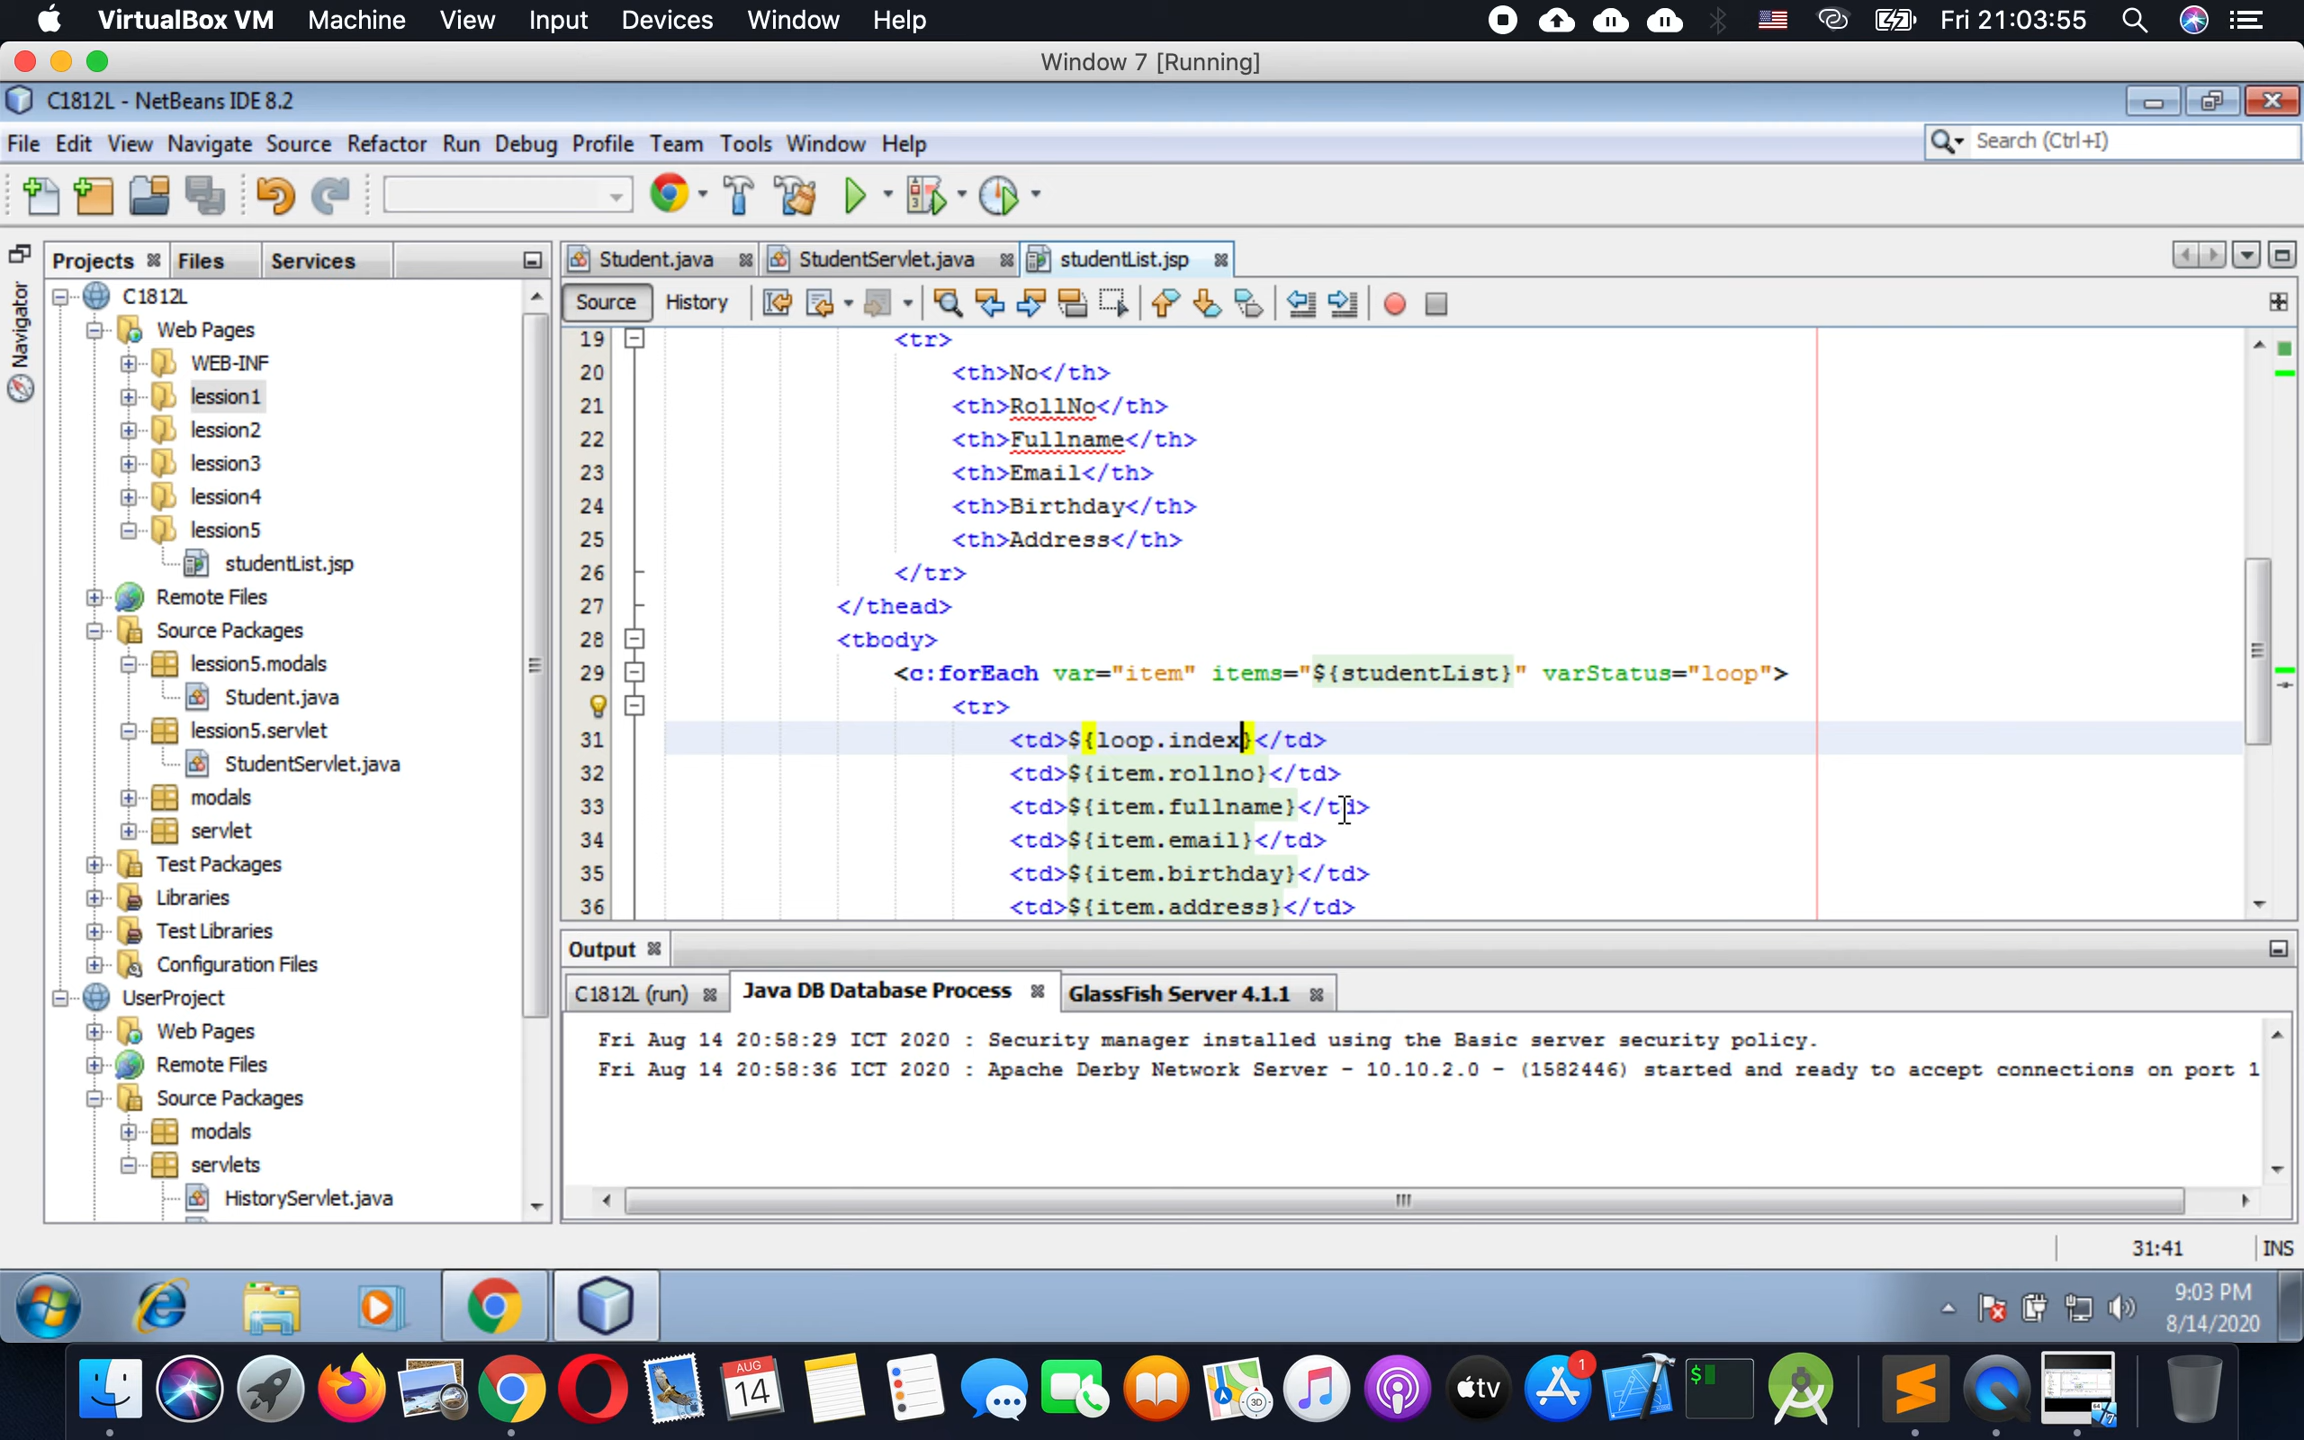 VirtualBox VM Machine View Input Devices Window Help Fri 21:03:55
Window 7 [Running]
C1812L - NetBeans IDE 8.2
File Edit View Navigate Source Refactor Run Debug Profile Team Tools Window Help Search (Ctrl+I)
Navigator
Projects Files Services
C1812L
Web Pages
WEB-INF
lession1
lession2
lession3
lession4
lession5
studentList.jsp
Remote Files
Source Packages
lession5.modals
Student.java
lession5.servlet
StudentServlet.java
modals
servlet
Test Packages
Libraries
Test Libraries
Configuration Files
UserProject
Web Pages
Remote Files
Source Packages
modals
servlets
HistoryServlet.java
Student.java StudentServlet.java studentList.jsp
Source History
19 <tr>
20 <th>No</th>
21 <th>RollNo</th>
22 <th>Fullname</th>
23 <th>Email</th>
24 <th>Birthday</th>
25 <th>Address</th>
26 </tr>
27 </thead>
28 <tbody>
29 <c:forEach var="item" items="${studentList}" varStatus="loop">
<tr>
31 <td>${loop.index}</td>
32 <td>${item.rollno}</td>
33 <td>${item.fullname}</td>
34 <td>${item.email}</td>
35 <td>${item.birthday}</td>
36 <td>${item.address}</td>
Output
C1812L (run) Java DB Database Process GlassFish Server 4.1.1
Fri Aug 14 20:58:29 ICT 2020 : Security manager installed using the Basic server security policy.
Fri Aug 14 20:58:36 ICT 2020 : Apache Derby Network Server - 10.10.2.0 - (1582446) started and ready to accept connections on port 1
31:41 INS
9:03 PM
8/14/2020
AUG
14
3D
tv
1
$